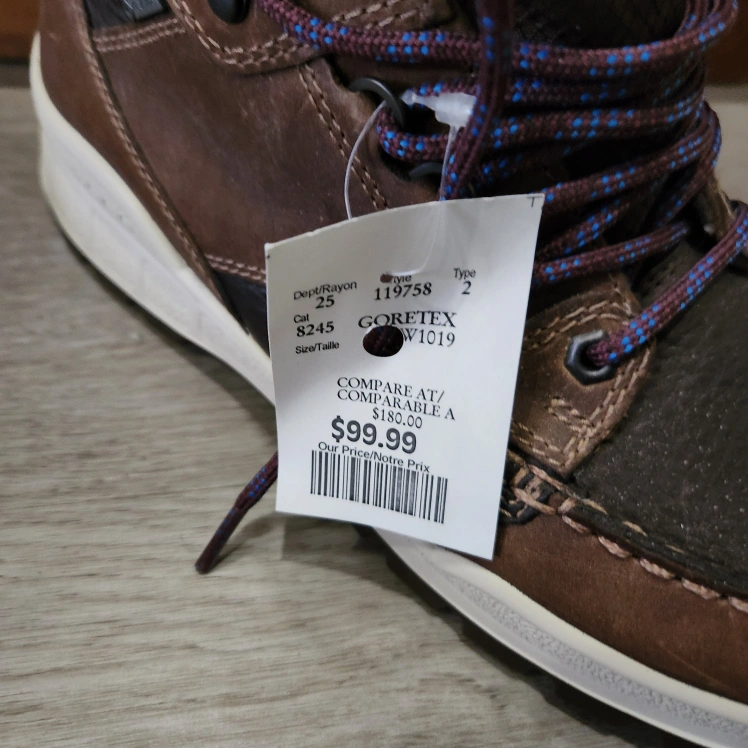 Dept/Rayon Style Type
25 119758 2
Cat
8245 GORETEX
Size/Taille W1019
COMPARE AT/
COMPARABLE A
$180.00
$99.99
Our Price/Notre Prix